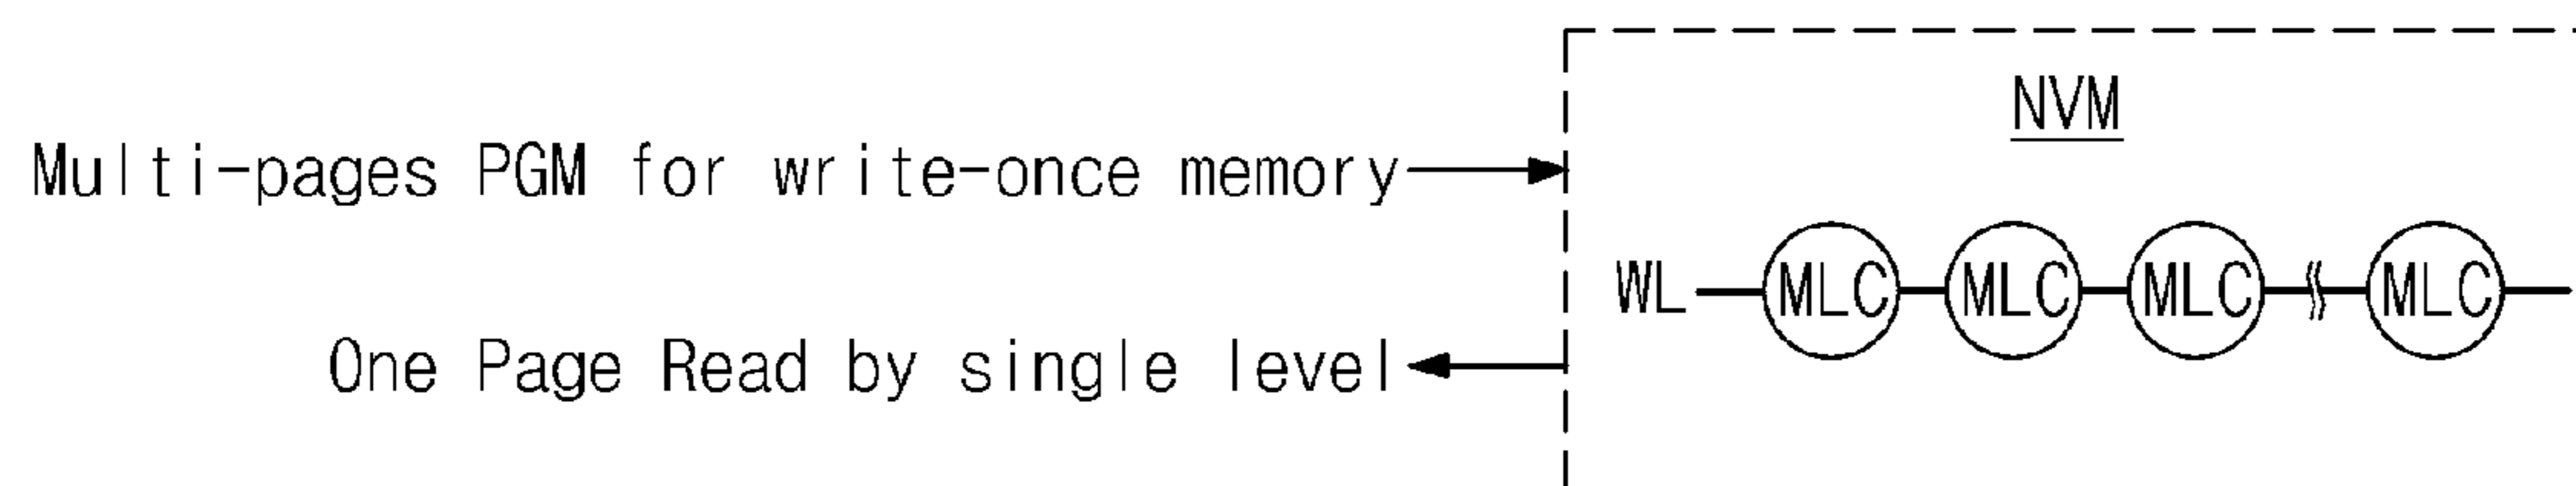 NVM
Multi-pages PGM for write-once memory
WL MLC MLC MLC MLC
One Page Read by single level